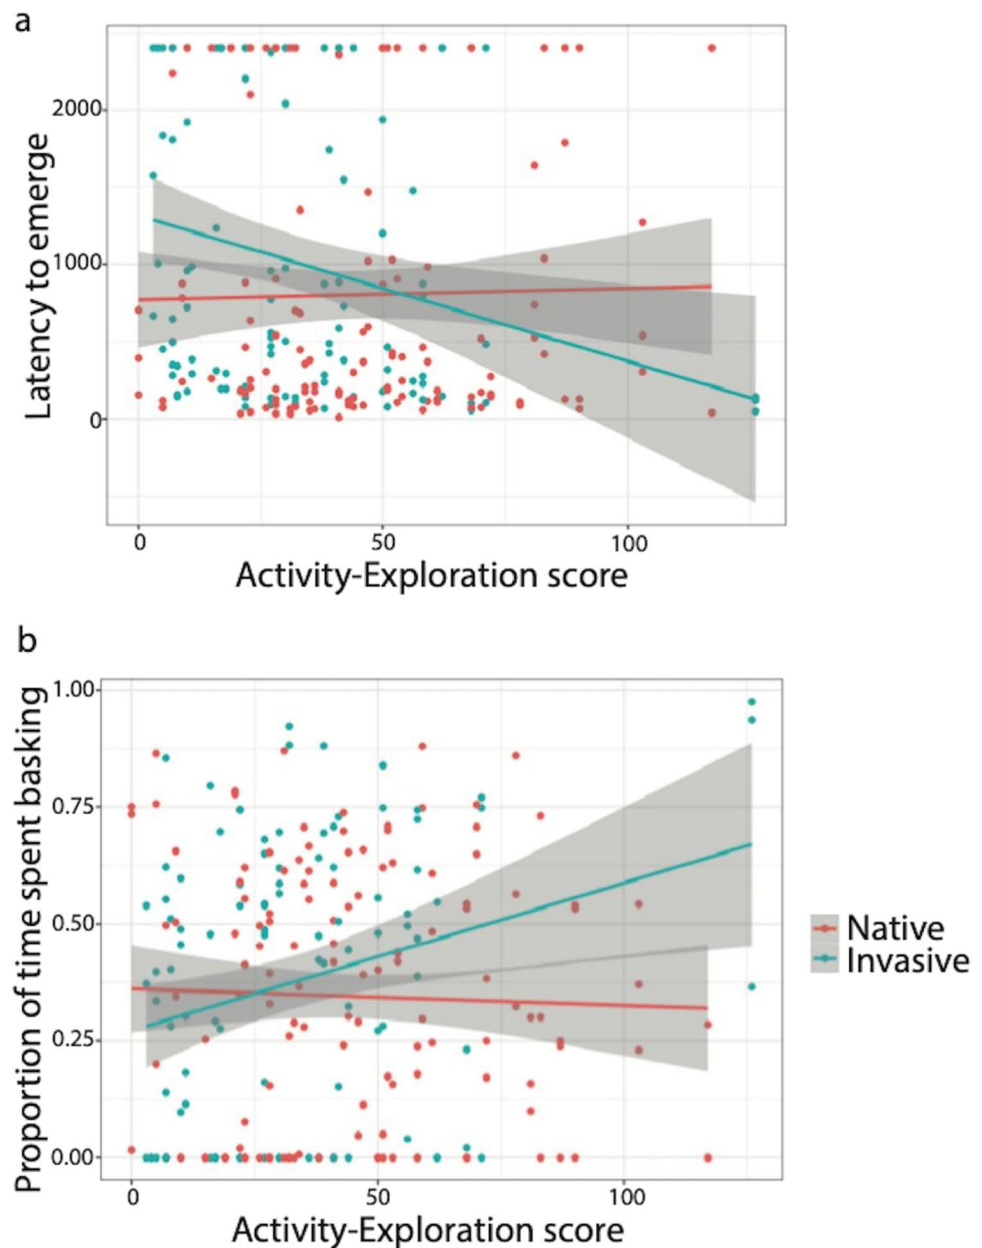 a
Latency to emerge
2000
1000
0
0 50 100
Activity-Exploration score
b
Proportion of time spent basking
1.00
0.75
0.50
0.25
0.00
0 50 100
Activity-Exploration score
Native
Invasive